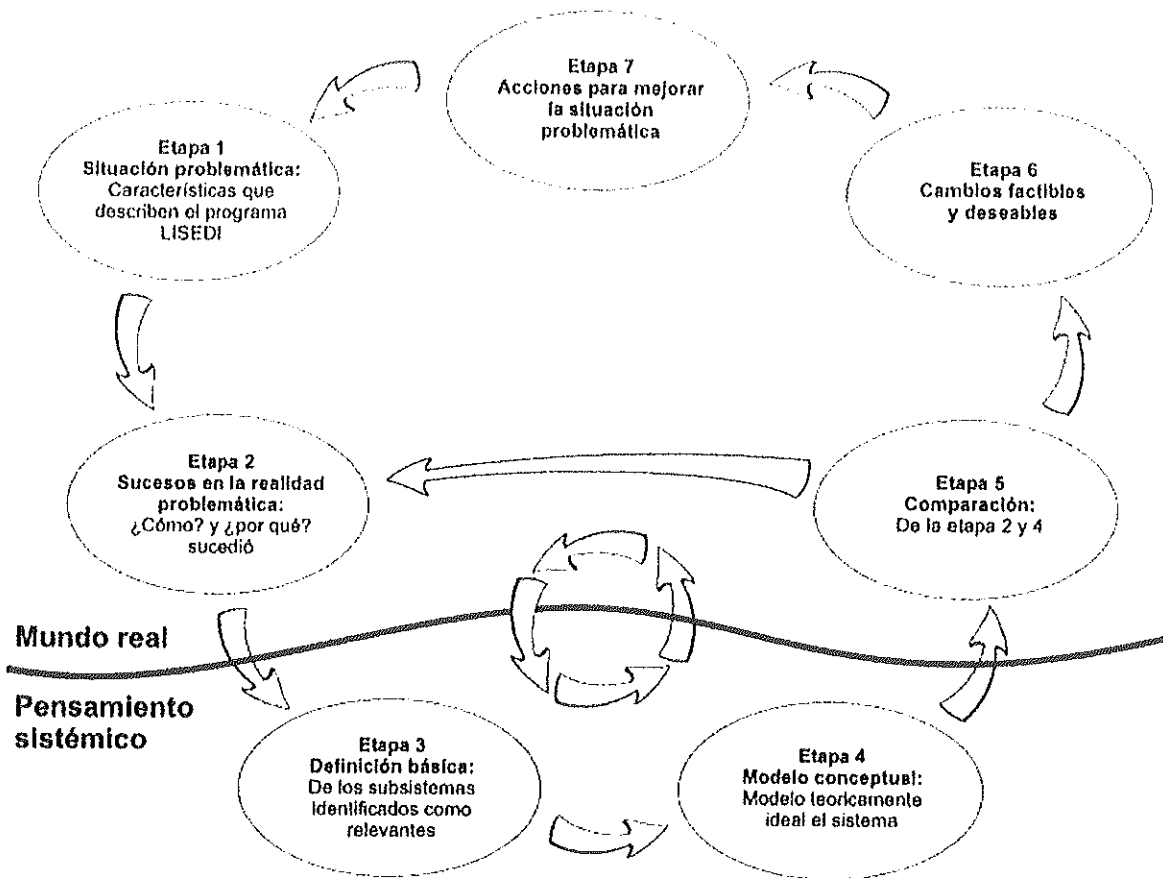 Etapa 7
Acciones para mejorar
la situación
problemática
Etapa 1
Situación problemática:
Características que
describen el programa
LISEDI
Etapa 6
Cambios factibles
y deseables
Etapa 2
Sucesos en la realidad
problemática:
¿Cómo? y ¿por qué?
sucedió
Etapa 5
Comparación:
De la etapa 2 y 4
Mundo real
Pensamiento
sistémico
Etapa 3
Definición básica:
De los subsistemas
identificados como
relevantes
Etapa 4
Modelo conceptual:
Modelo teoricamente
ideal el sistema